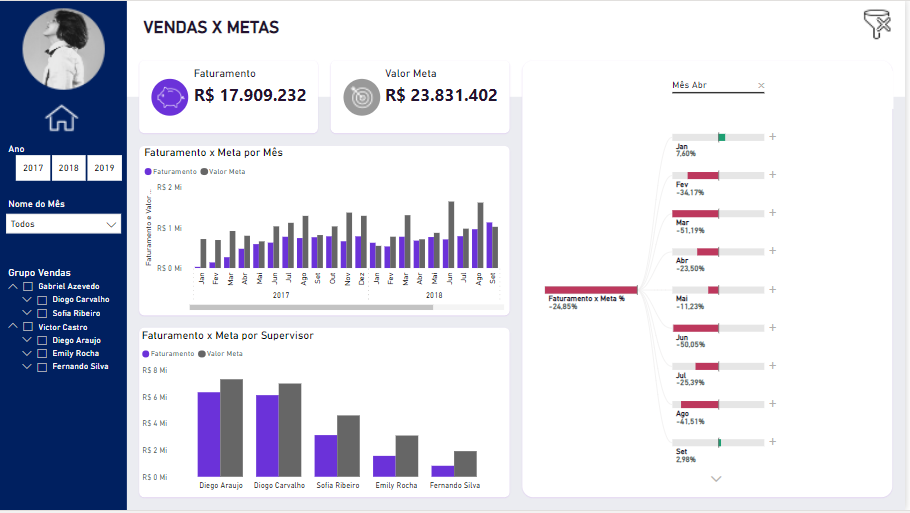 VENDAS X METAS
Ano
2017 2018 2019
Nome do Mês
Todos
Grupo Vendas
Gabriel Azevedo
Diogo Carvalho
Sofia Ribeiro
Victor Castro
Diego Araujo
Emily Rocha
Fernando Silva
Faturamento
R$ 17.909.232
Valor Meta
R$ 23.831.402
Faturamento x Meta por Mês
Faturamento Valor Meta
Faturamento e Valor ...
R$ 2 Mi
R$ 1 Mi
R$ 0 Mi
Jan Fev Mar Abr Mai Jun Jul Ago Set Out Nov Dez Jan Fev Mar Abr Mai Jun Jul Ago Set
2017 2018
Faturamento x Meta por Supervisor
Faturamento Valor Meta
R$ 8 Mi
R$ 6 Mi
R$ 4 Mi
R$ 2 Mi
R$ 0 Mi
Diego Araujo Diogo Carvalho Sofia Ribeiro Emily Rocha Fernando Silva
Mês Abr
Faturamento x Meta %
-24,85%
Jan
7,60%
Fev
-34,17%
Mar
-51,19%
Abr
-23,50%
Mai
-11,23%
Jun
-50,05%
Jul
-25,39%
Ago
-41,51%
Set
2,98%